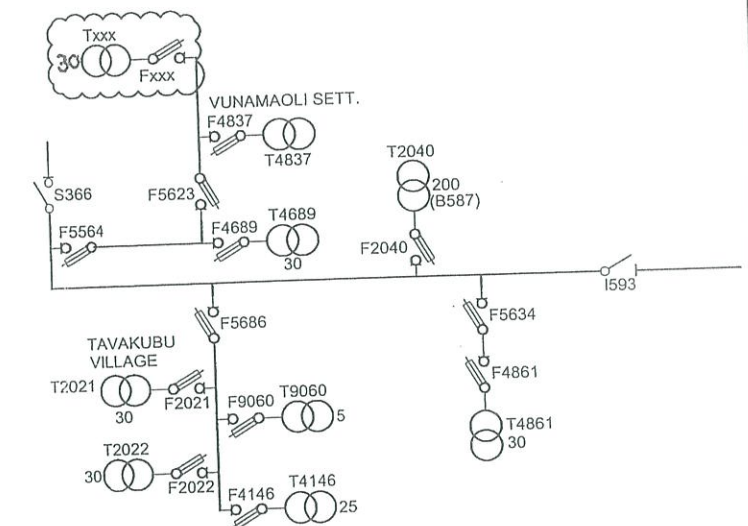 Txxx
30
Fxxx
VUNAMAOLI SETT.
F4837
T4837
T2040
200
(B587)
S366
F5623
F5564
F4689
T4689
30
F2040
I593
F5686
F5634
TAVAKUBU
VILLAGE
T2021
30
F2021
F9060
T9060
5
F4861
T4861
30
T2022
30
F2022
F4146
T4146
25